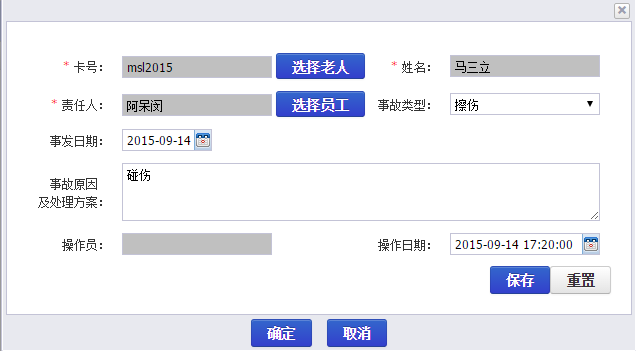 * 卡号： msl2015 选择老人 * 姓名： 马三立
* 责任人： 阿呆闵 选择员工 事故类型： 擦伤
事发日期： 2015-09-14
事故原因
及处理方案：
碰伤
操作员： 操作日期： 2015-09-14 17:20:00
保存 重置
确定 取消